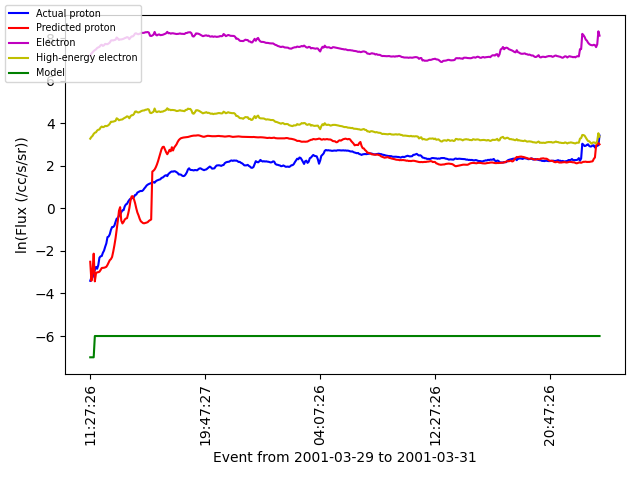 Actual proton
Predicted proton
Electron
High-energy electron
Model
8
6
4
2
0
−2
−4
−6
ln(Flux (/cc/s/sr))
11:27:26
19:47:27
04:07:26
12:27:26
20:47:26
Event from 2001-03-29 to 2001-03-31